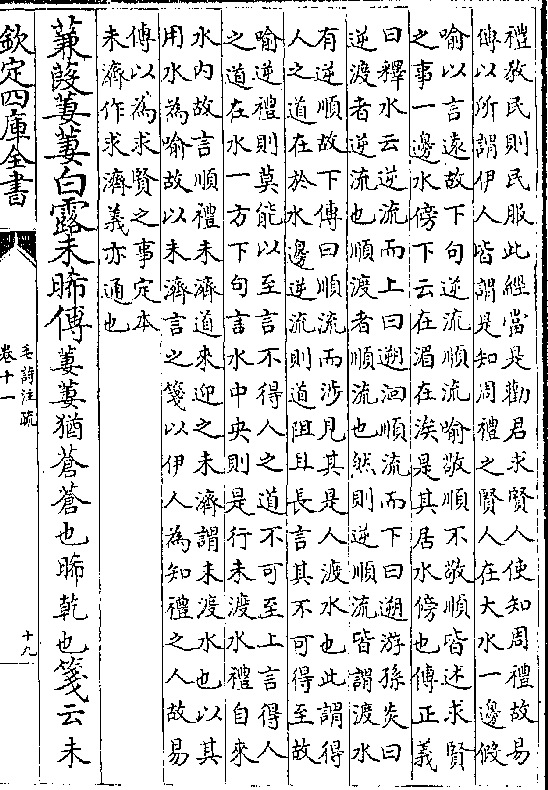 禮敎民則民服此經當是勸君求賢人使知周禮故易
傳以所謂伊人皆謂是知周禮之賢人在大水一邊假
喻以言遠故下句逆流順流喻敬順不敬順皆述求賢
之事一邊水傍下云在湄在涘是其居水傍也傳正義
曰釋水云逆流而上曰遡洄順流而下曰遡游孫炎曰
逆渡者逆流也順渡者順流也然則逆順流皆謂渡水
有逆順故下傳曰順流而涉見其是人渡水也此謂得
人之道在於水邊逆流則道阻且長言其不可得至故
喻逆禮則莫能以至言不得人之道不可至上言得人
之道在水一方下句言水中央則是行未渡水禮自來
水内故言順禮未濟道來迎之未濟謂未渡水也以其
用水為喻故以未濟言之箋以伊人為知禮之人故易
傳以為求賢之事定本
未濟作求濟義亦通也
蒹葭萋萋白露未晞傳萋萋猶蒼蒼也晞乾也箋云未
欽定四庫全書
毛詩注疏
卷十一
十九